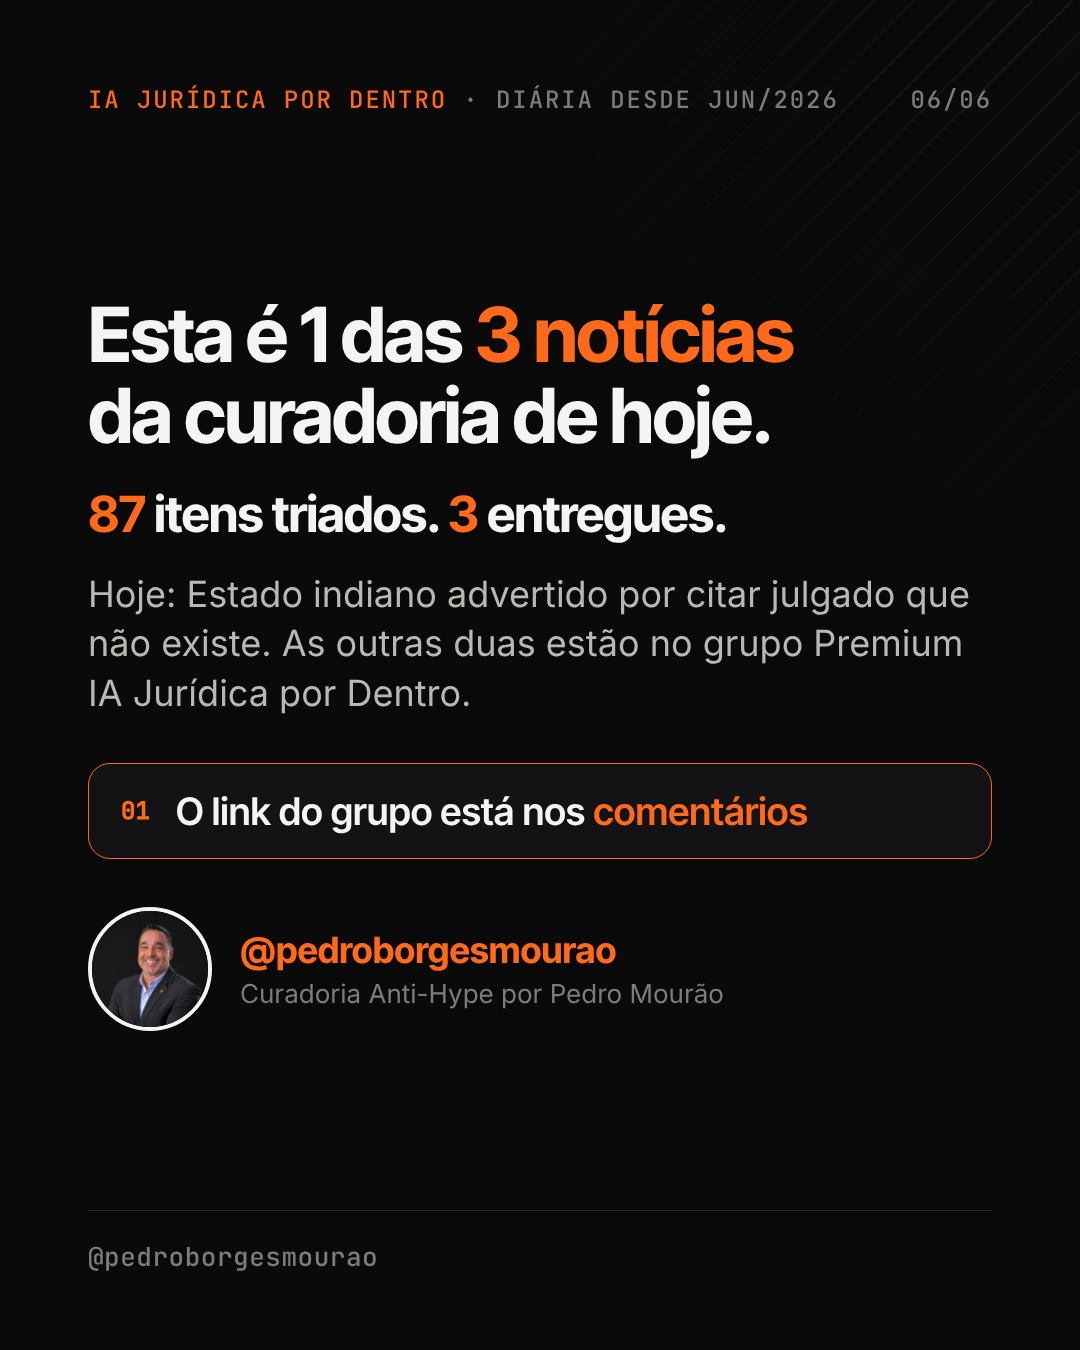 IA JURÍDICA POR DENTRO · DIÁRIA DESDE JUN/2026 06/06
Esta é 1 das 3 notícias
da curadoria de hoje.
87 itens triados. 3 entregues.
Hoje: Estado indiano advertido por citar julgado que
não existe. As outras duas estão no grupo Premium
IA Jurídica por Dentro.
01 O link do grupo está nos comentários
@pedroborgesmourao
Curadoria Anti-Hype por Pedro Mourão
@pedroborgesmourao